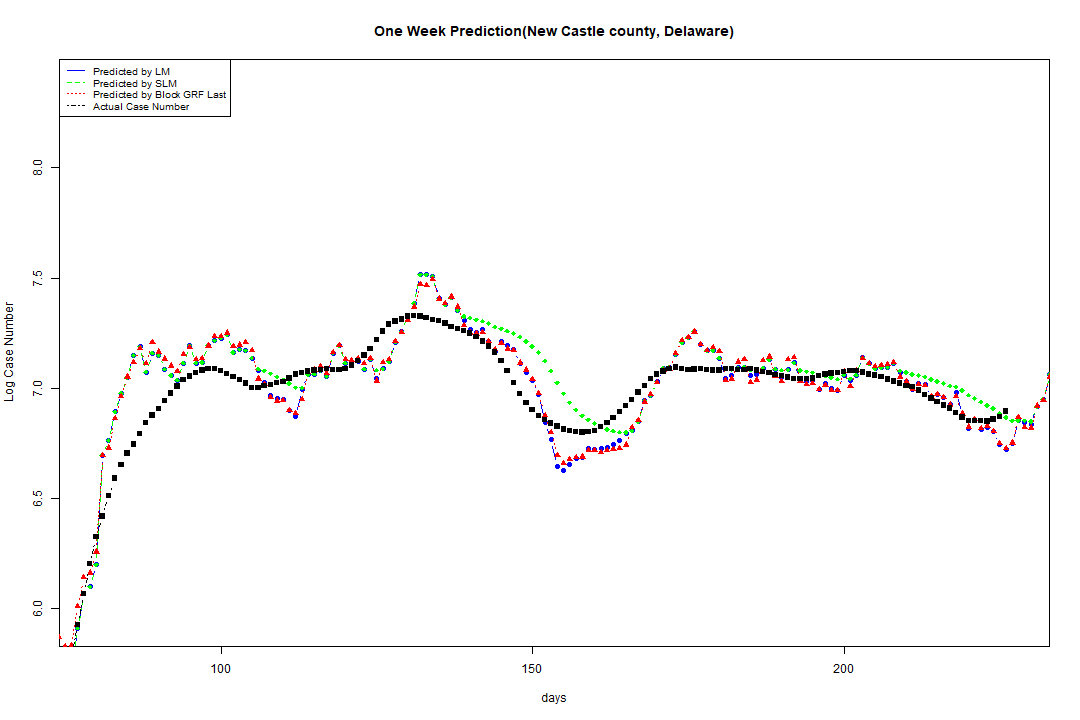 One Week Prediction(New Castle county, Delaware)
Predicted by LM
Predicted by SLM
Predicted by Block GRF Last
Actual Case Number
8.0
7.5
7.0
6.5
6.0
Log Case Number
100 150 200
days